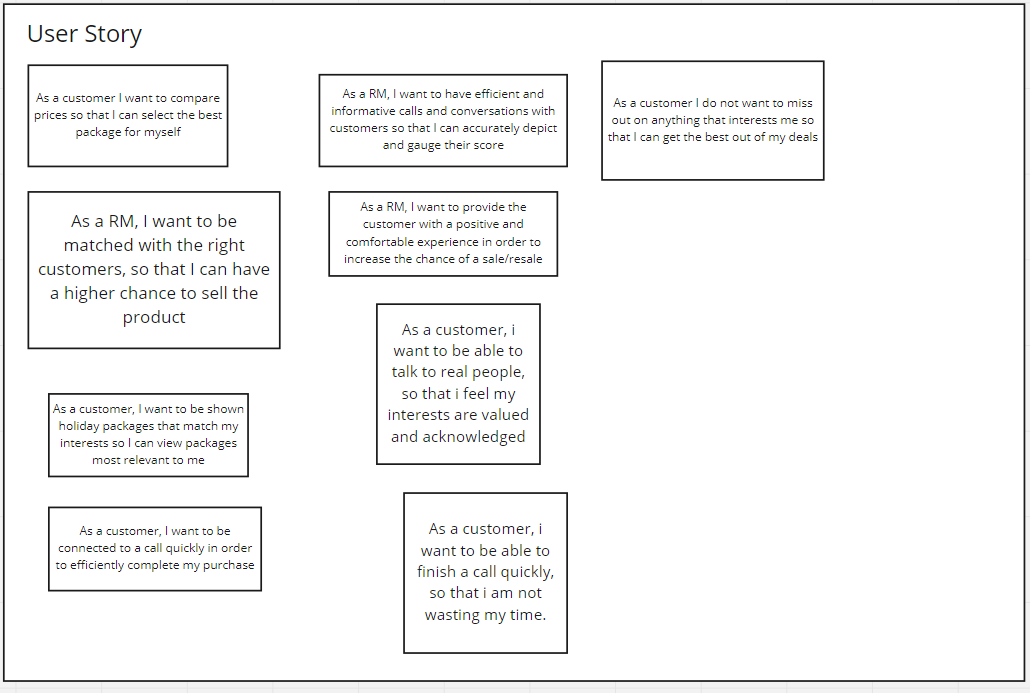 User Story
As a customer I want to compare
prices so that I can select the best
package for myself
As a RM, I want to have efficient and
informative calls and conversations with
customers so that I can accurately depict
and gauge their score
As a customer I do not want to miss
out on anything that interests me so
that I can get the best out of my deals
As a RM, I want to be
matched with the right
customers, so that I can have
a higher chance to sell the
product
As a RM, I want to provide the
customer with a positive and
comfortable experience in order to
increase the chance of a sale/resale
As a customer, i
want to be able to
talk to real people,
so that i feel my
interests are valued
and acknowledged
As a customer, I want to be shown
holiday packages that match my
interests so I can view packages
most relevant to me
As a customer, I want to be
connected to a call quickly in order
to efficiently complete my purchase
As a customer, i
want to be able to
finish a call quickly,
so that i am not
wasting my time.